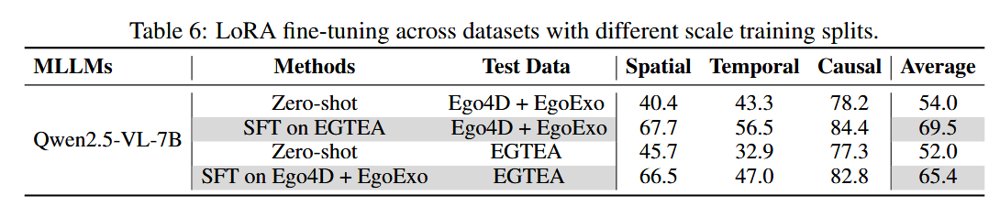 Table 6: LoRA fine-tuning across datasets with different scale training splits.
MLLMs Methods Test Data Spatial Temporal Causal Average
Zero-shot Ego4D + EgoExo 40.4 43.3 78.2 54.0
SFT on EGTEA Ego4D + EgoExo 67.7 56.5 84.4 69.5
Qwen2.5-VL-7B
Zero-shot EGTEA 45.7 32.9 77.3 52.0
SFT on Ego4D + EgoExo EGTEA 66.5 47.0 82.8 65.4